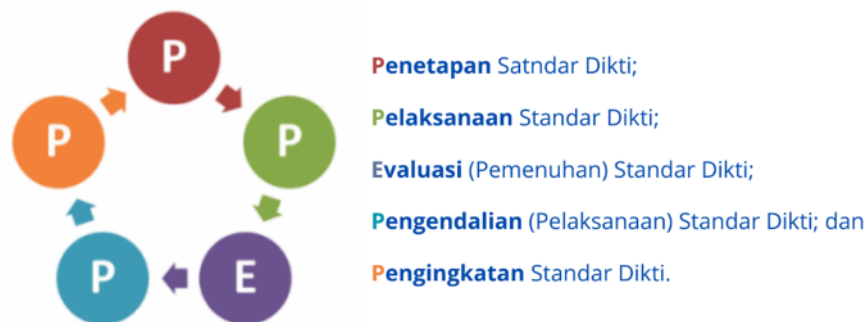 P
P
E
P
P
Penetapan Satndar Dikti;
Pelaksanaan Standar Dikti;
Evaluasi (Pemenuhan) Standar Dikti;
Pengendalian (Pelaksanaan) Standar Dikti; dan
Pengingkatan Standar Dikti.